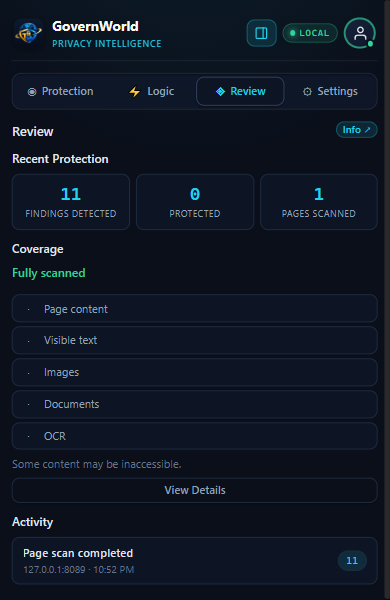 GovernWorld
PRIVACY INTELLIGENCE
LOCAL
Protection Logic Review Settings
Review
Info ↗
Recent Protection
11 0 1
FINDINGS DETECTED PROTECTED PAGES SCANNED
Coverage
Fully scanned
· Page content
· Visible text
· Images
· Documents
· OCR
Some content may be inaccessible.
View Details
Activity
Page scan completed
127.0.0.1:8089 · 10:52 PM
11